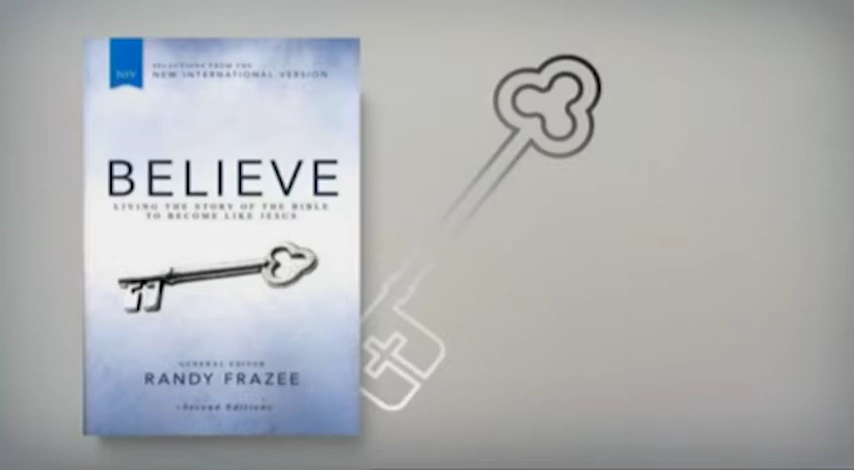 NIV
SELECTIONS FROM THE
NEW INTERNATIONAL VERSION
BELIEVE
LIVING THE STORY OF THE BIBLE
TO BECOME LIKE JESUS
GENERAL EDITOR
RANDY FRAZEE
-Second Edition-